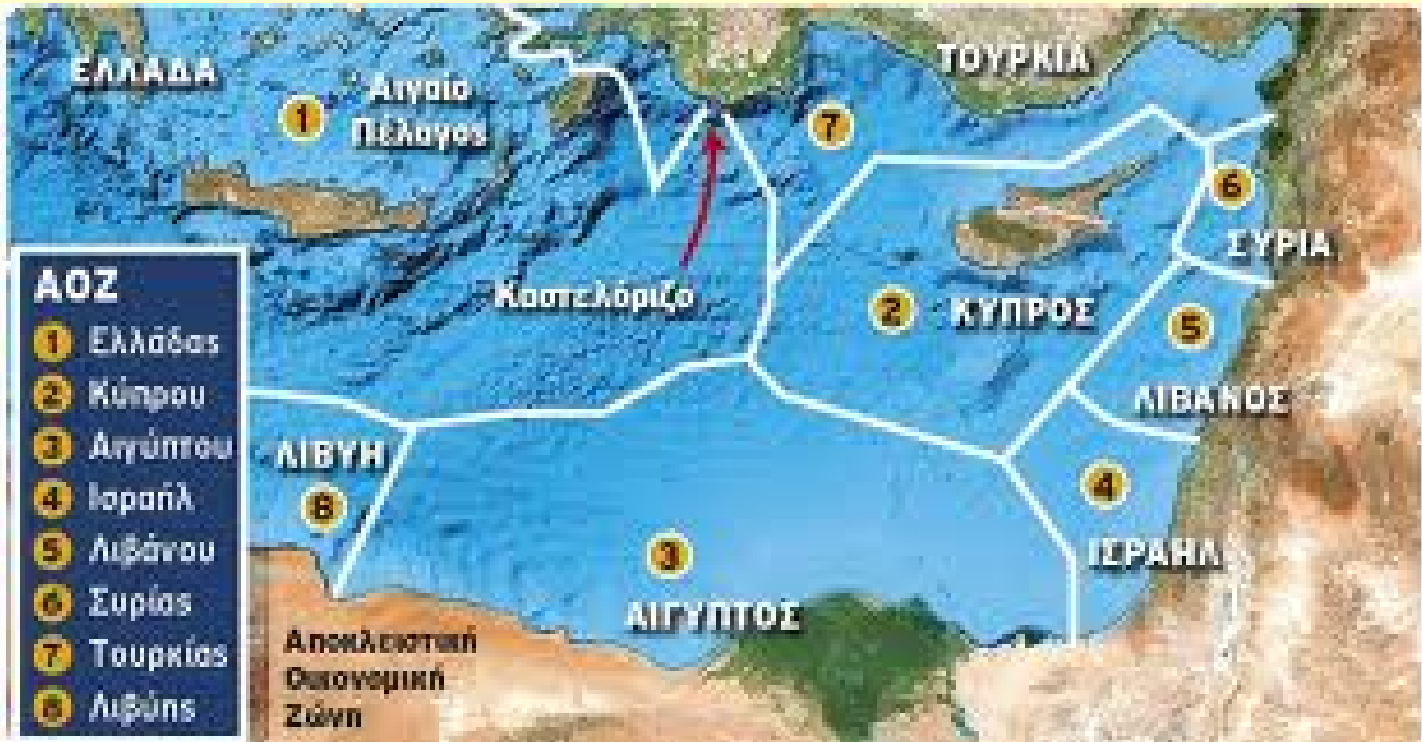 ΕΛΛΑΔΑ
1
Αιγαίο
Πέλαγος
7
ΤΟΥΡΚΙΑ
6
ΣΥΡΙΑ
Καστελόριζο
2
ΚΥΠΡΟΣ
5
ΛΙΒΑΝΟΣ
ΛΙΒΥΗ
8
4
3
ΙΣΡΑΗΛ
ΑΙΓΥΠΤΟΣ
ΑΟΖ
1 Ελλάδας
2 Κύπρου
3 Αιγύπτου
4 Ισραήλ
5 Λιβάνου
6 Συρίας
7 Τουρκίας
8 Λιβύης
Αποκλειστική
Οικονομική
Ζώνη